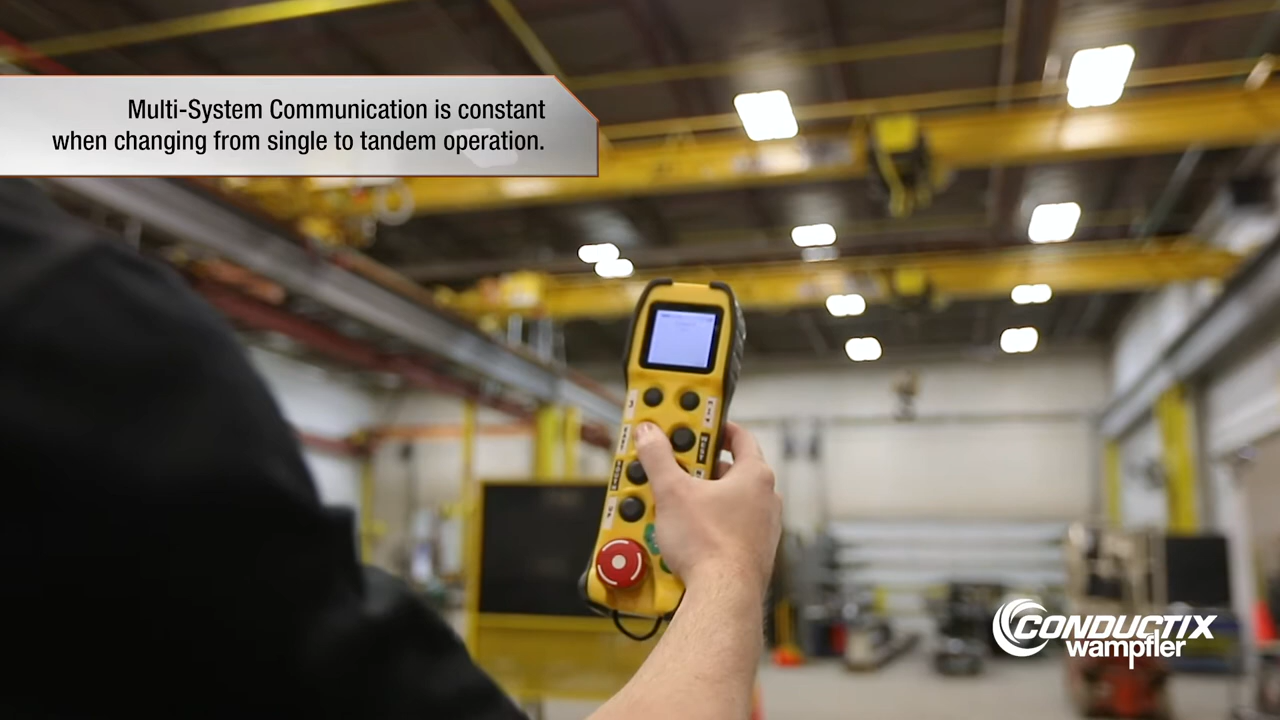 Multi-System Communication is constant
when changing from single to tandem operation.
CONDUCTIX
wampfler